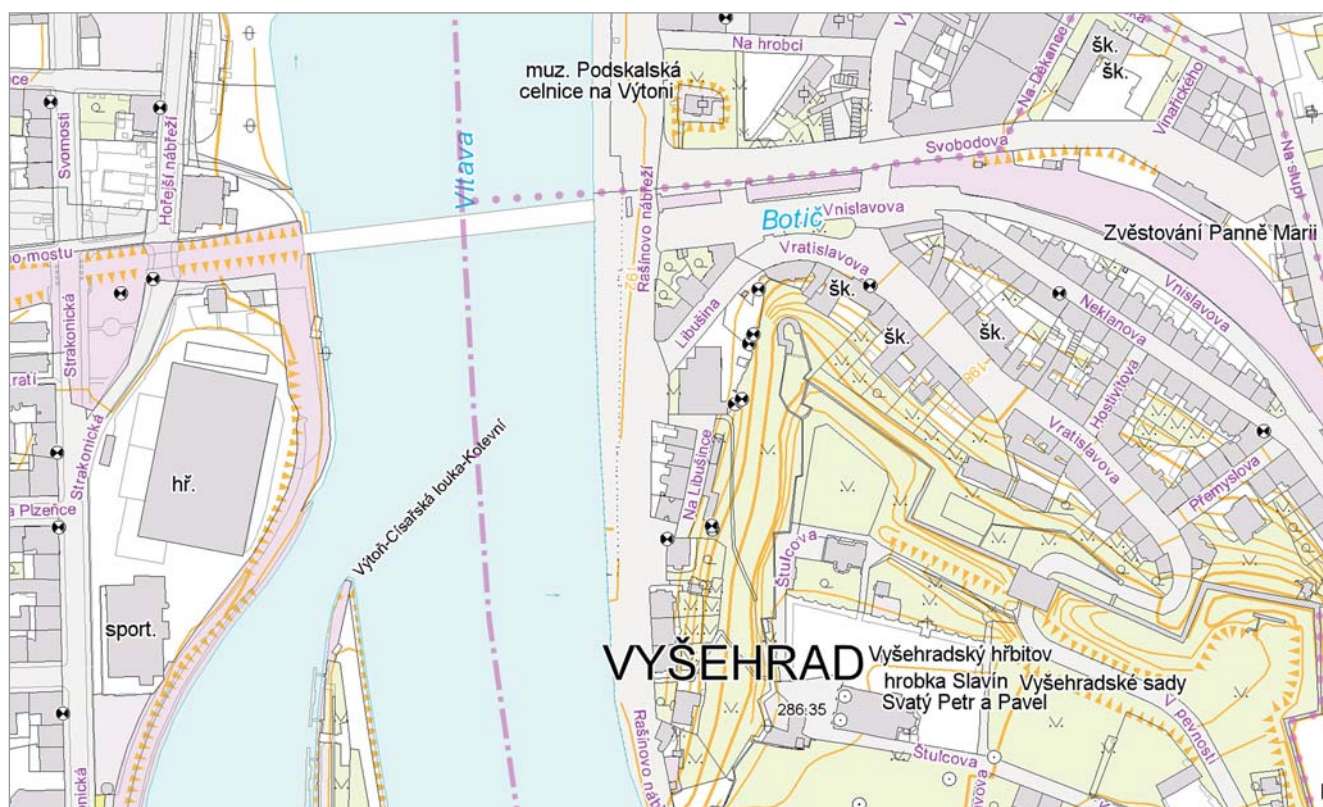 Na hrobci
muz. Podskalská
celnice na Výtoni
šk.
šk.
Na Děkance
Vinařického
Na slupi
Svobodova
Svornosti
Hořejší nábřeží
Vltava
Rašínovo nábřeží
192
Botič
Vnislavova
Zvěstování Panně Marii
o mostu
Vratislavova
Libušina
šk.
šk.
šk.
Neklanova
Vnislavova
Strakonická
Hostivítova
198
Vratislavova
Přemyslova
Strakonická
hř.
Plzeňce
Výtoň-Císařská louka-Kotevní
Na Libušince
Štulcova
sport.
VYŠEHRAD
Vyšehradský hřbitov
hrobka Slavín
Vyšehradské sady
Svatý Petr a Pavel
286.35
V pevnosti
Rašínovo nábř
Štulcova